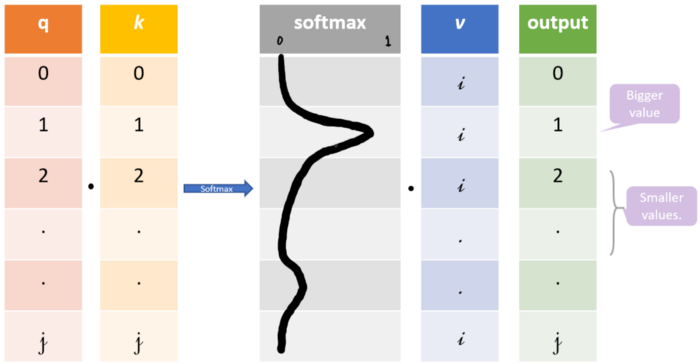 q k softmax v output
0 1
0 0 i 0
1 1 i 1
Bigger
value
2 • 2 Softmax • i 2
Smaller
values.
. . . .
. . . .
j j i j